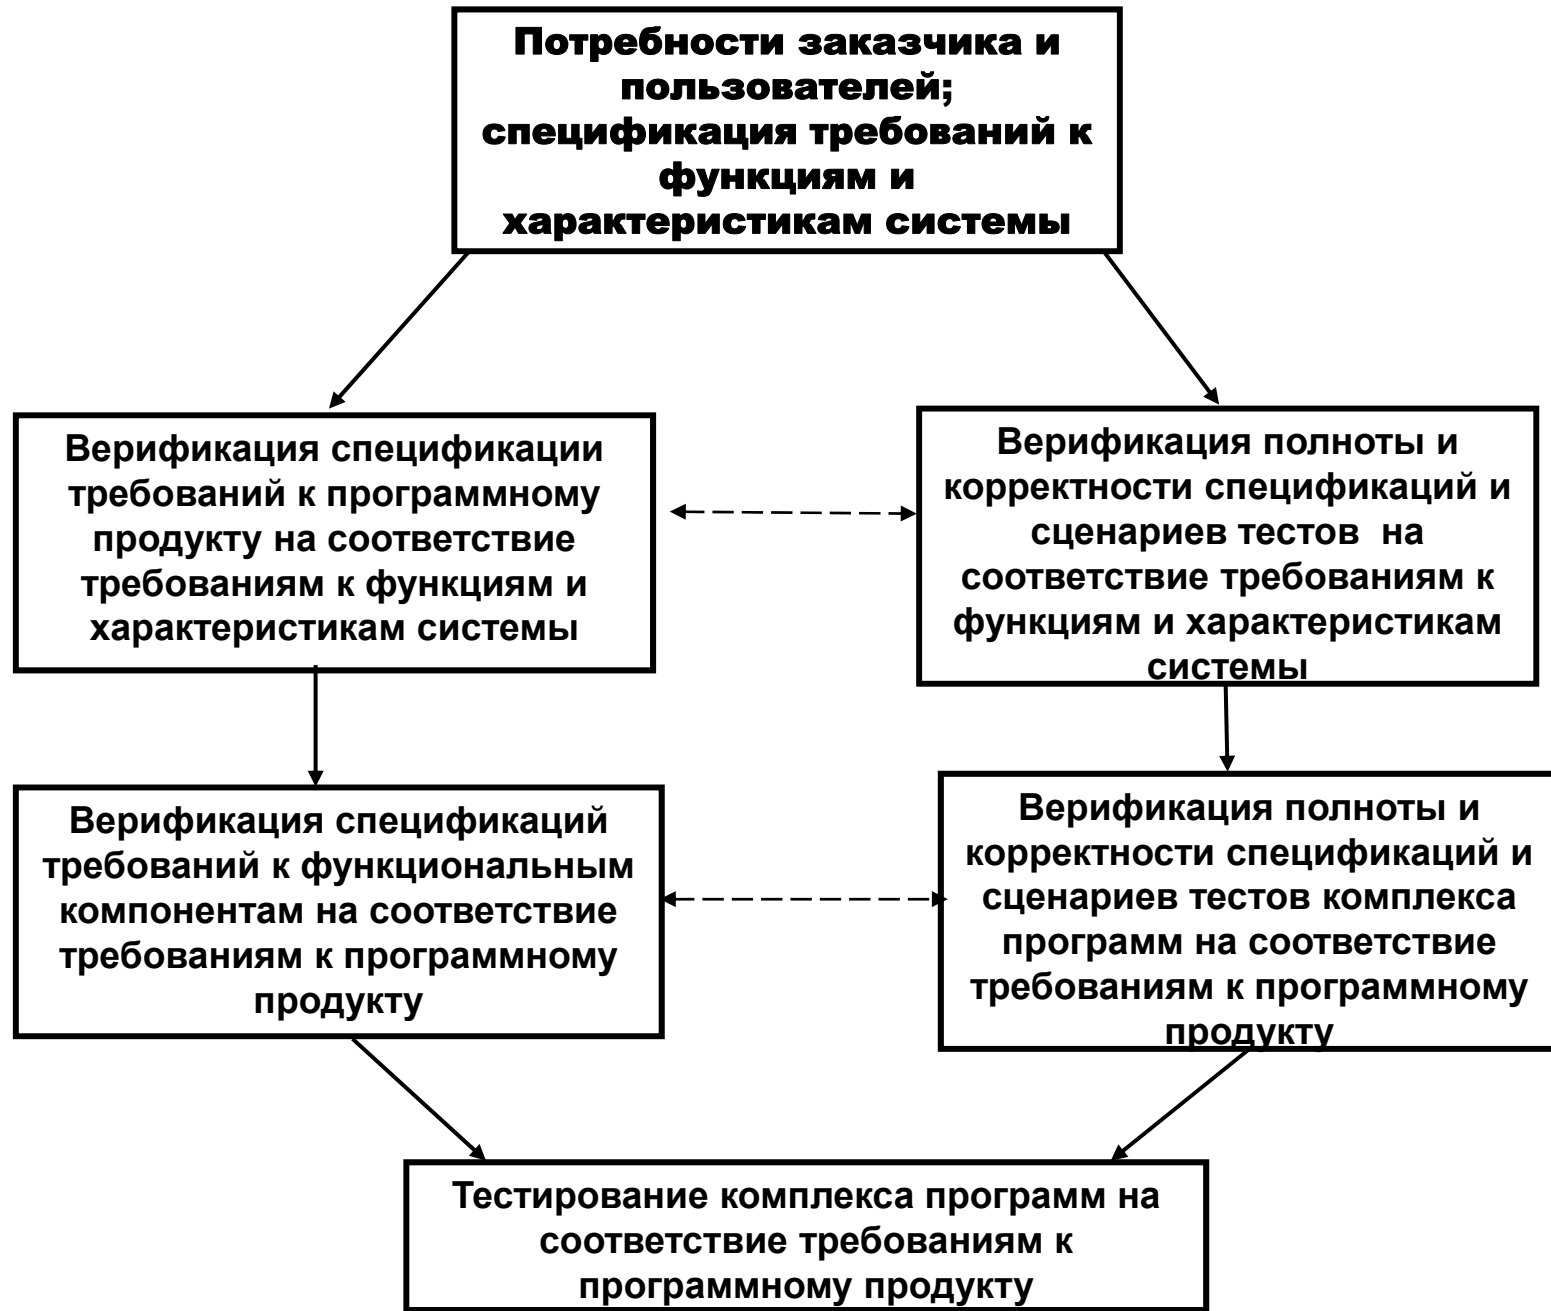 Потребности заказчика и
пользователей;
спецификация требований к
функциям и
характеристикам системы
Верификация спецификации
требований к программному
продукту на соответствие
требованиям к функциям и
характеристикам системы
Верификация полноты и
корректности спецификаций и
сценариев тестов на
соответствие требованиям к
функциям и характеристикам
системы
Верификация спецификаций
требований к функциональным
компонентам на соответствие
требованиям к программному
продукту
Верификация полноты и
корректности спецификаций и
сценариев тестов комплекса
программ на соответствие
требованиям к программному
продукту
Тестирование комплекса программ на
соответствие требованиям к
программному продукту